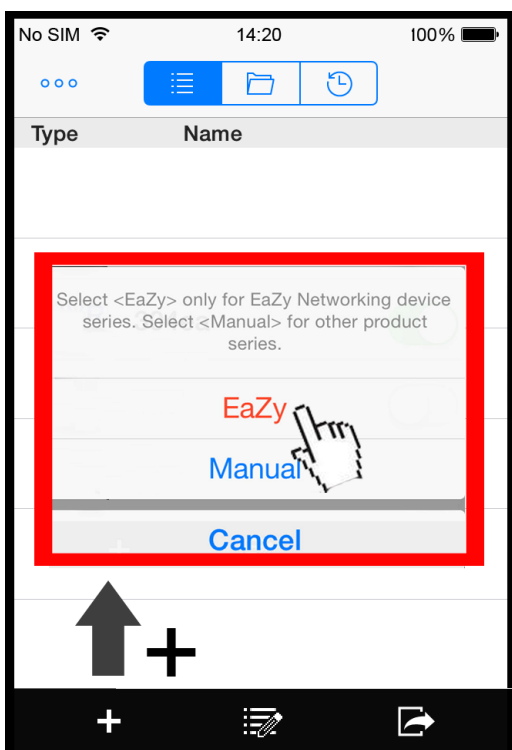 No SIM 14:20 100%
Type Name
Select <EaZy> only for EaZy Networking device
series. Select <Manual> for other product
series.
EaZy
Manual
Cancel
+
+